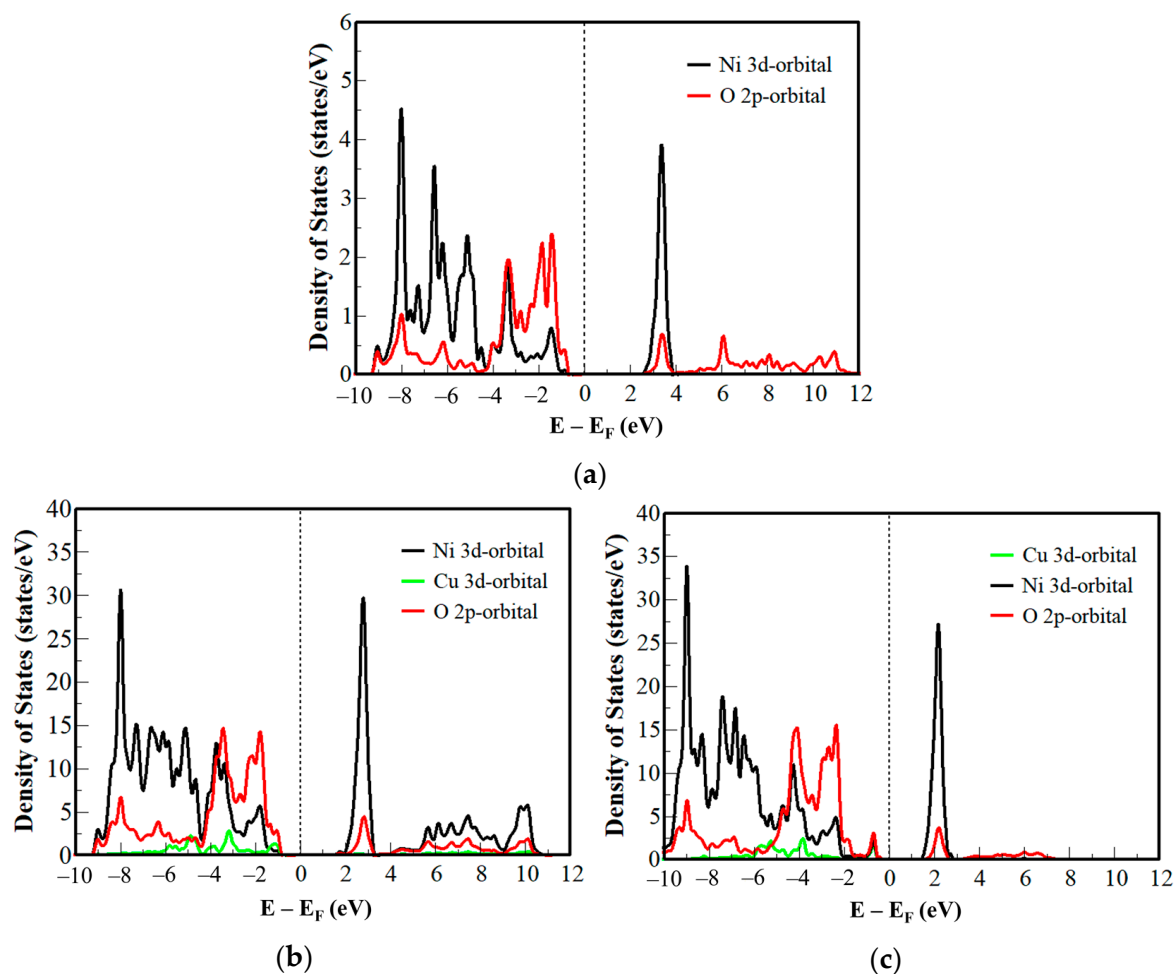 6
5
4
3
2
1
0
Density of States (states/eV)
Ni 3d-orbital
O 2p-orbital
–10 –8 –6 –4 –2 0 2 4 6 8 10 12
E – E_F (eV)
(a)
40
35
30
25
20
15
10
5
0
Density of States (states/eV)
Ni 3d-orbital
Cu 3d-orbital
O 2p-orbital
–10 –8 –6 –4 –2 0 2 4 6 8 10 12
E – E_F (eV)
(b)
40
35
30
25
20
15
10
5
0
Density of States (states/eV)
Cu 3d-orbital
Ni 3d-orbital
O 2p-orbital
–10 –8 –6 –4 –2 0 2 4 6 8 10 12
E – E_F (eV)
(c)